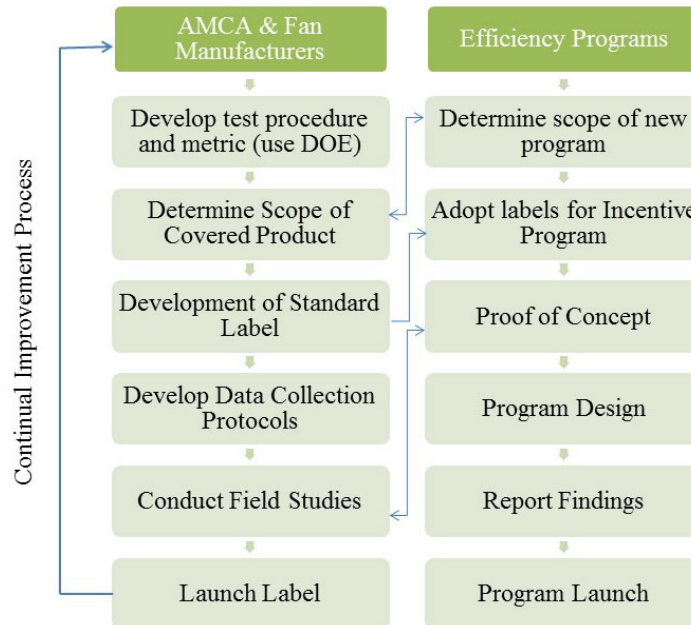 AMCA & Fan
Manufacturers
Efficiency Programs
Develop test procedure
and metric (use DOE)
Determine scope of new
program
Determine Scope of
Covered Product
Adopt labels for Incentive
Program
Development of Standard
Label
Proof of Concept
Develop Data Collection
Protocols
Program Design
Conduct Field Studies
Report Findings
Launch Label
Program Launch
Continual Improvement Process